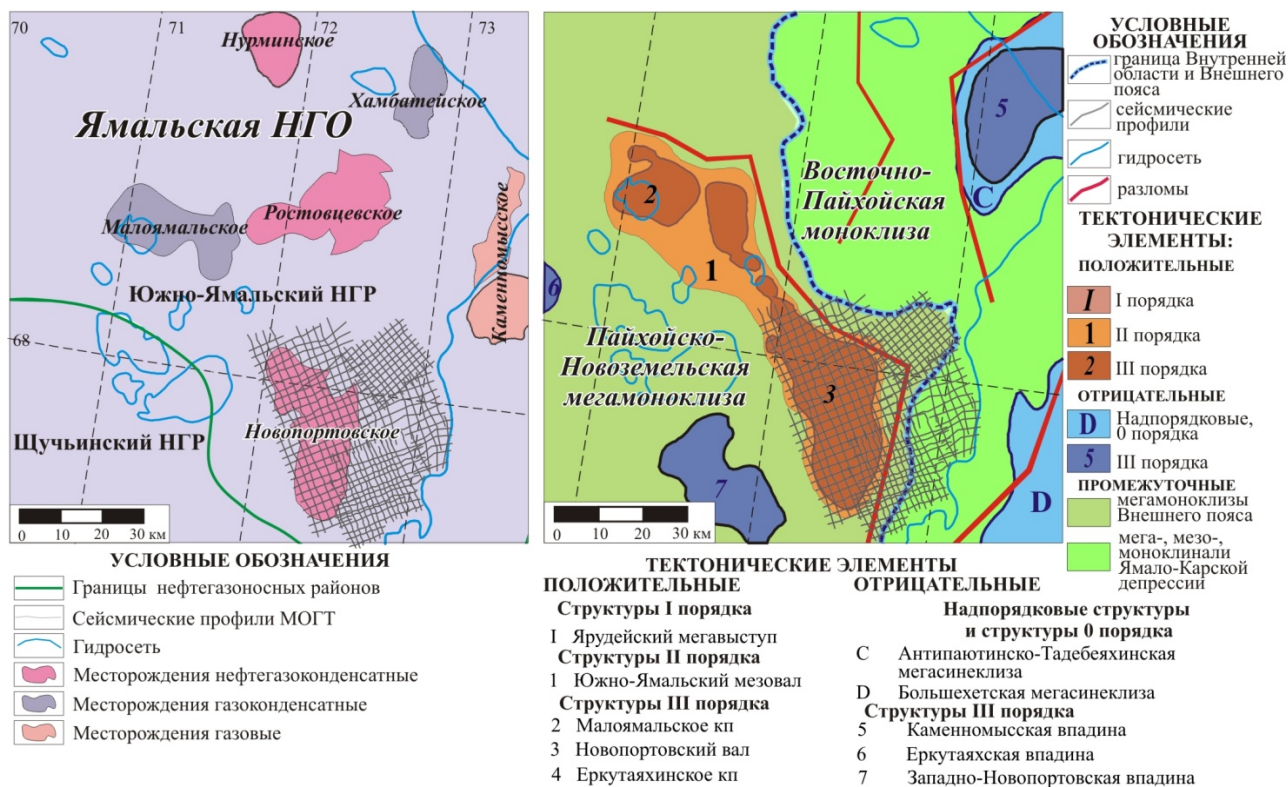 70
71
72
73
Нурминское
Хамбатейское
Ямальская НГО
Ростовцевское
Малоямальское
Каменномысское
Южно-Ямальский НГР
68
Новопортовское
Щучьинский НГР
0 10 20 30 км
УСЛОВНЫЕ ОБОЗНАЧЕНИЯ
Границы нефтегазоносных районов
Сейсмические профили МОГТ
Гидросеть
Месторождения нефтегазоконденсатные
Месторождения газоконденсатные
Месторождения газовые
5
С
2
Восточно-
Пайхойская
моноклиза
1
6
Пайхойско-
Новоземельская
мегамоноклиза
3
7
D
0 10 20 30 км
УСЛОВНЫЕ
ОБОЗНАЧЕНИЯ
граница Внутренней
области и Внешнего
пояса
сейсмические
профили
гидросеть
разломы
ТЕКТОНИЧЕСКИЕ
ЭЛЕМЕНТЫ:
ПОЛОЖИТЕЛЬНЫЕ
I I порядка
1 II порядка
2 III порядка
ОТРИЦАТЕЛЬНЫЕ
D Надпорядковые,
0 порядка
5 III порядка
ПРОМЕЖУТОЧНЫЕ
мегамоноклизы
Внешнего пояса
мега-, мезо-,
моноклинали
Ямало-Карской
депрессии
ТЕКТОНИЧЕСКИЕ ЭЛЕМЕНТЫ
ПОЛОЖИТЕЛЬНЫЕ
Структуры I порядка
I Ярудейский мегавыступ
Структуры II порядка
1 Южно-Ямальский мезовал
Структуры III порядка
2 Малоямальское кп
3 Новопортовский вал
4 Еркутаяхинское кп
ОТРИЦАТЕЛЬНЫЕ
Надпорядковые структуры
и структуры 0 порядка
С Антипаютинско-Тадебеяхинская
мегасинеклиза
D Большехетская мегасинеклиза
Структуры III порядка
5 Каменномысская впадина
6 Еркутаяхская впадина
7 Западно-Новопортовская впадина